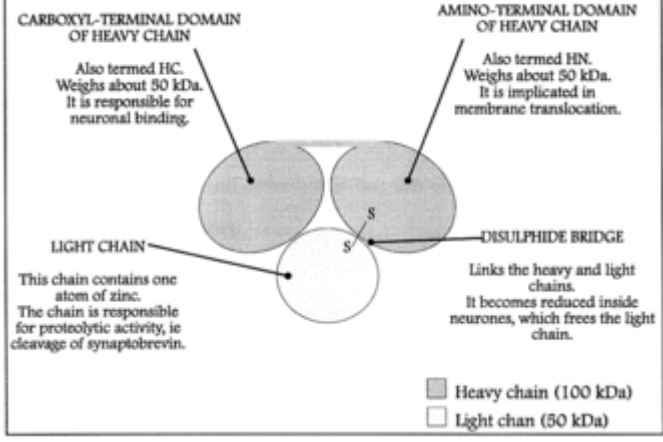 CARBOXYL-TERMINAL DOMAIN
OF HEAVY CHAIN
Also termed HC.
Weighs about 50 kDa.
It is responsible for
neuronal binding.
AMINO-TERMINAL DOMAIN
OF HEAVY CHAIN
Also termed HN.
Weighs about 50 kDa.
It is implicated in
membrane translocation.
S
S
LIGHT CHAIN
This chain contains one
atom of zinc.
The chain is responsible
for proteolytic activity, ie
cleavage of synaptobrevin.
DISULPHIDE BRIDGE
Links the heavy and light
chains.
It becomes reduced inside
neurones, which frees the light
chain.
Heavy chain (100 kDa)
Light chan (50 kDa)